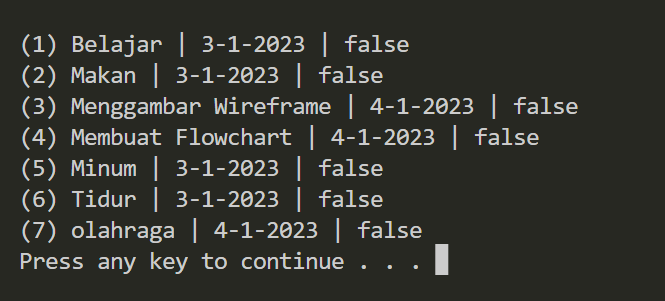 (1) Belajar | 3-1-2023 | false
(2) Makan | 3-1-2023 | false
(3) Menggambar Wireframe | 4-1-2023 | false
(4) Membuat Flowchart | 4-1-2023 | false
(5) Minum | 3-1-2023 | false
(6) Tidur | 3-1-2023 | false
(7) olahraga | 4-1-2023 | false
Press any key to continue . . .